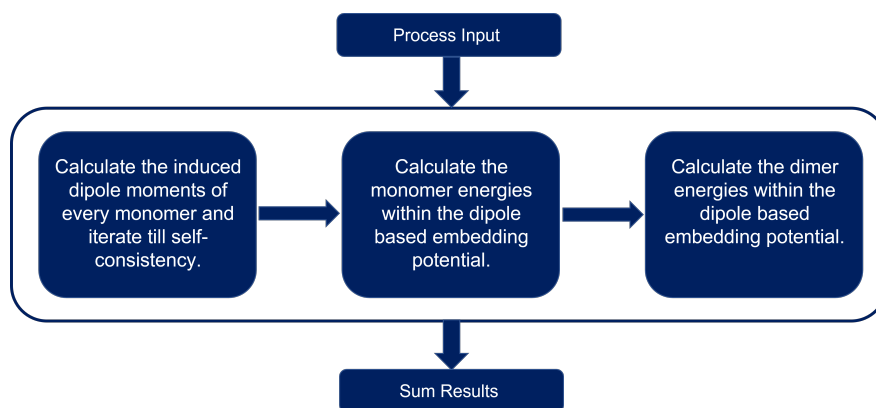 Process Input
Calculate the induced
dipole moments of
every monomer and
iterate till self-
consistency.
Calculate the
monomer energies
within the dipole
based embedding
potential.
Calculate the dimer
energies within the
dipole based
embedding potential.
Sum Results